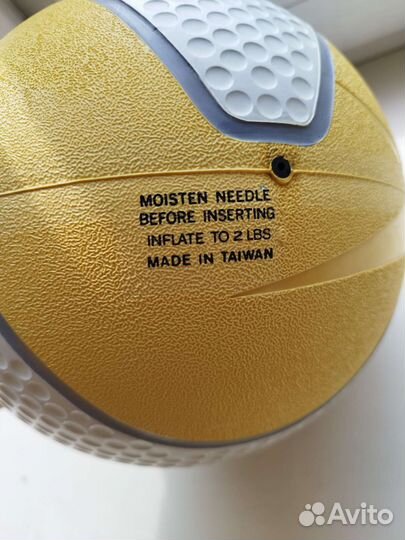 MOISTEN NEEDLE
BEFORE INSERTING
INFLATE TO 2 LBS
MADE IN TAIWAN
Avito